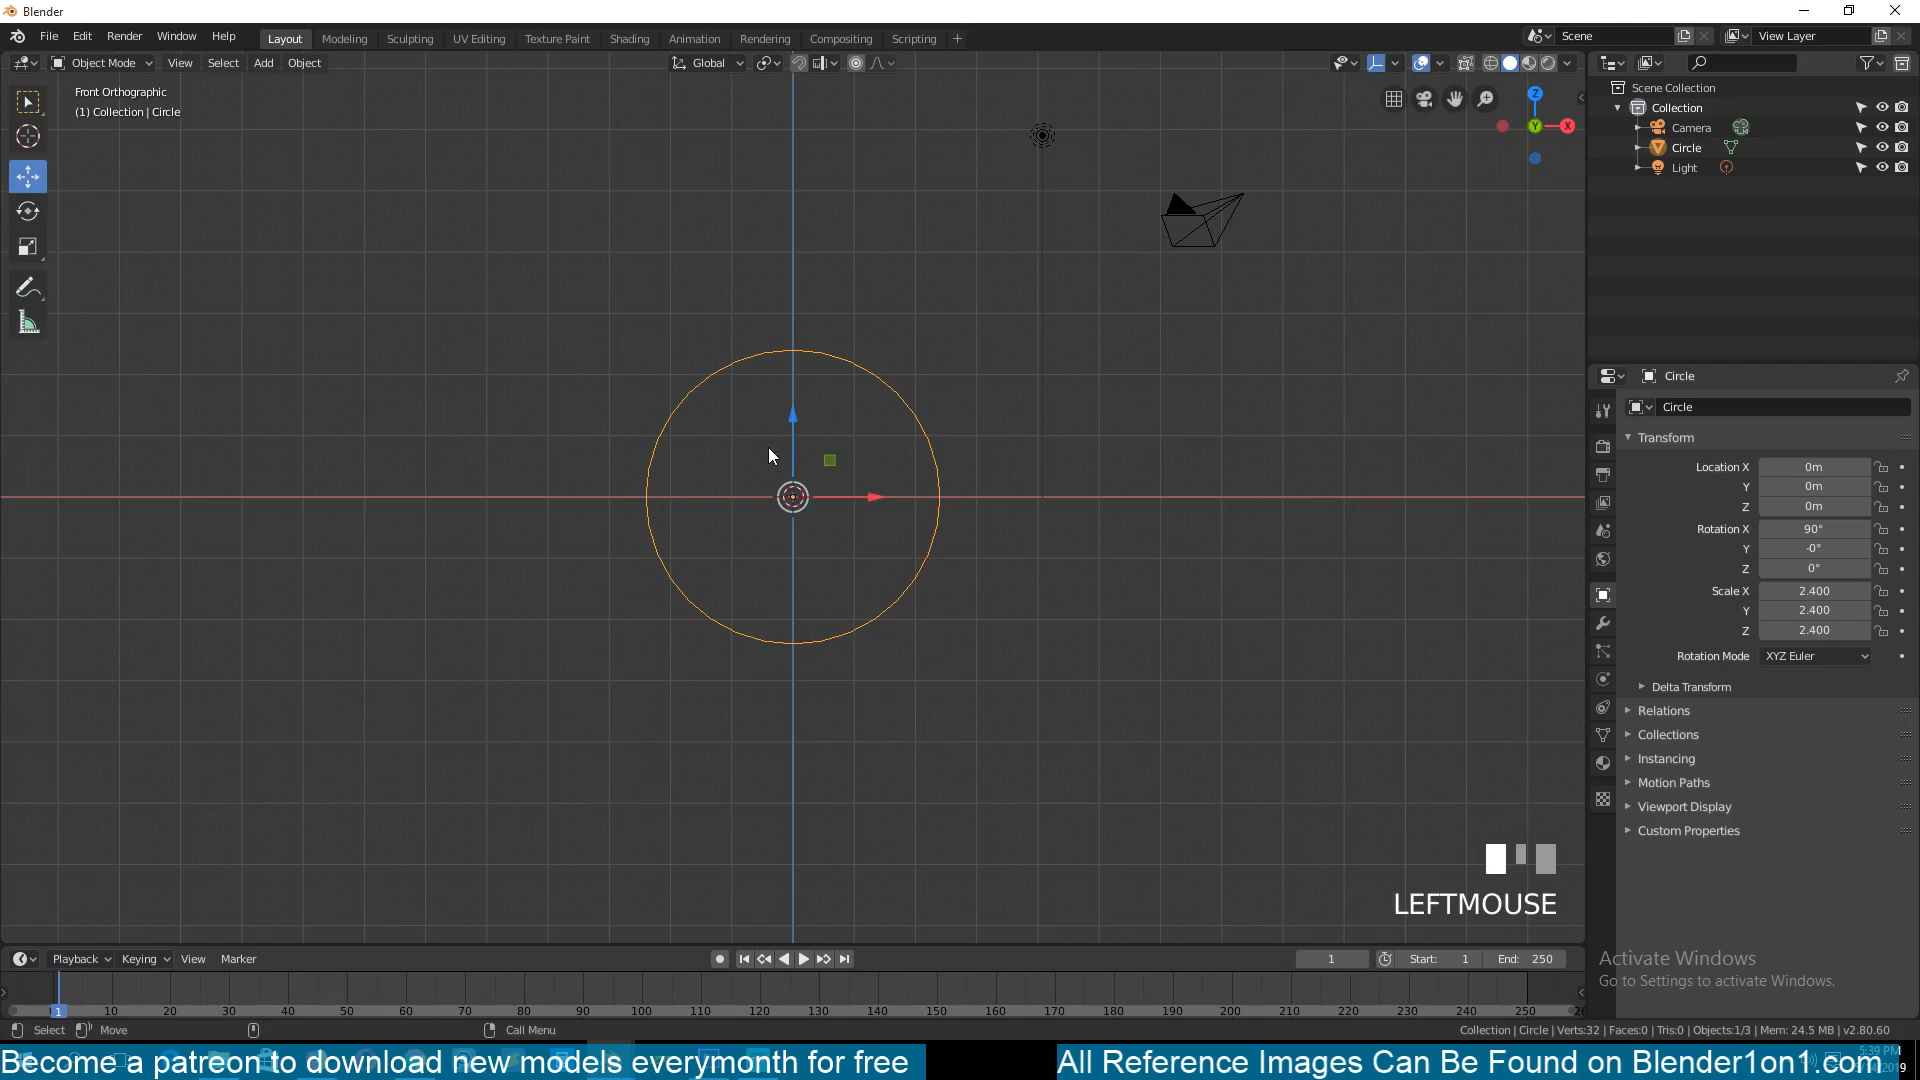 Blender
File Edit Render Window Help Layout Modeling Sculpting UV Editing Texture Paint Shading Animation Rendering Compositing Scripting + Scene View Layer
Object Mode View Select Add Object Global
Front Orthographic
(1) Collection | Circle
Z
Y
X
Scene Collection
Collection
Camera
Circle
Light
Circle
Circle
Transform
Location X 0m
Y 0m
Z 0m
Rotation X 90°
Y -0°
Z 0°
Scale X 2.400
Y 2.400
Z 2.400
Rotation Mode XYZ Euler
Delta Transform
Relations
Collections
Instancing
Motion Paths
Viewport Display
Custom Properties
LEFTMOUSE
Activate Windows
Go to Settings to activate Windows.
Playback Keying View Marker 1 Start: 1 End: 250
1 10 20 30 40 50 60 70 80 90 100 110 120 130 140 150 160 170 180 190 200 210 220 230 240 250
Select Move Call Menu Collection | Circle | Verts:32 | Faces:0 | Tris:0 | Objects:1/3 | Mem: 24.5 MB | v2.80.60
Become a patreon to download new models everymonth for free
All Reference Images Can Be Found on Blender1on1.com
5:39 PM